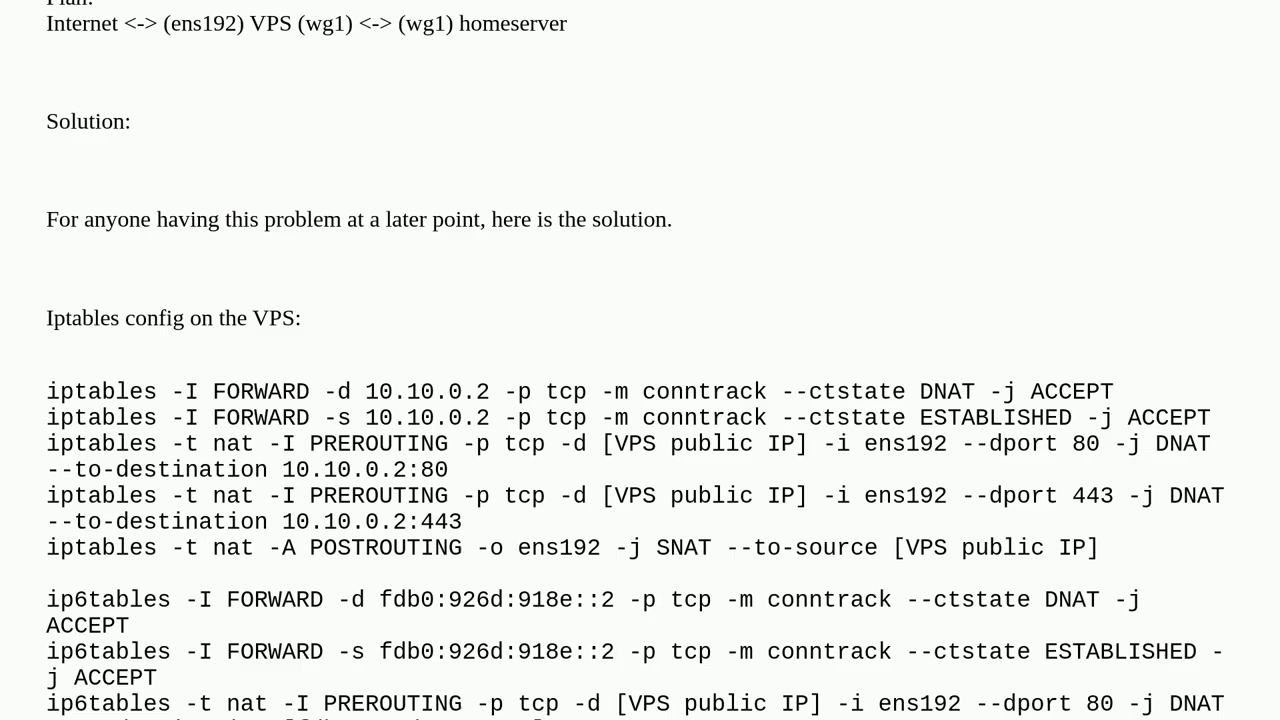 Plan:
Internet <-> (ens192) VPS (wg1) <-> (wg1) homeserver
Solution:
For anyone having this problem at a later point, here is the solution.
Iptables config on the VPS:
iptables -I FORWARD -d 10.10.0.2 -p tcp -m conntrack --ctstate DNAT -j ACCEPT
iptables -I FORWARD -s 10.10.0.2 -p tcp -m conntrack --ctstate ESTABLISHED -j ACCEPT
iptables -t nat -I PREROUTING -p tcp -d [VPS public IP] -i ens192 --dport 80 -j DNAT
--to-destination 10.10.0.2:80
iptables -t nat -I PREROUTING -p tcp -d [VPS public IP] -i ens192 --dport 443 -j DNAT
--to-destination 10.10.0.2:443
iptables -t nat -A POSTROUTING -o ens192 -j SNAT --to-source [VPS public IP]
ip6tables -I FORWARD -d fdb0:926d:918e::2 -p tcp -m conntrack --ctstate DNAT -j
ACCEPT
ip6tables -I FORWARD -s fdb0:926d:918e::2 -p tcp -m conntrack --ctstate ESTABLISHED -
j ACCEPT
ip6tables -t nat -I PREROUTING -p tcp -d [VPS public IP] -i ens192 --dport 80 -j DNAT